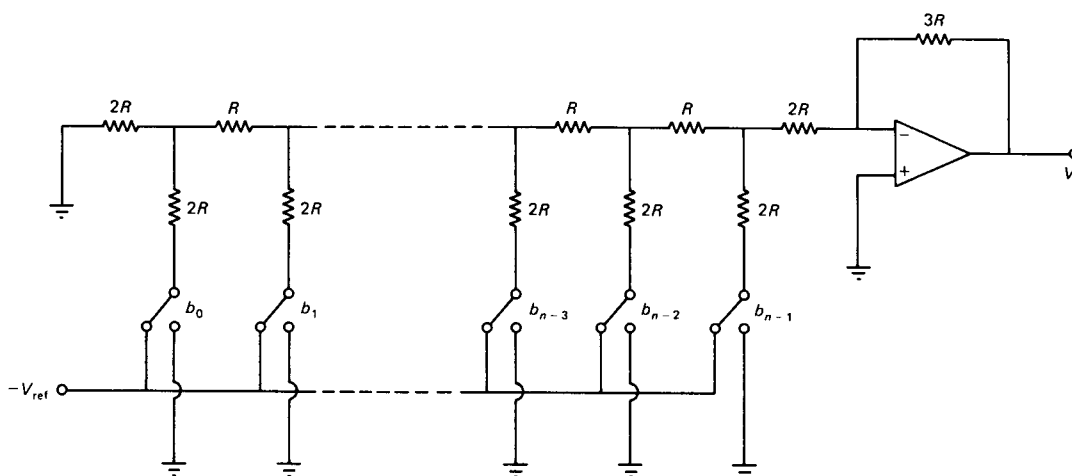 3R
2R R R R 2R
−
+
V
2R 2R 2R 2R 2R
b0 b1 bn−3 bn−2 bn−1
−Vref